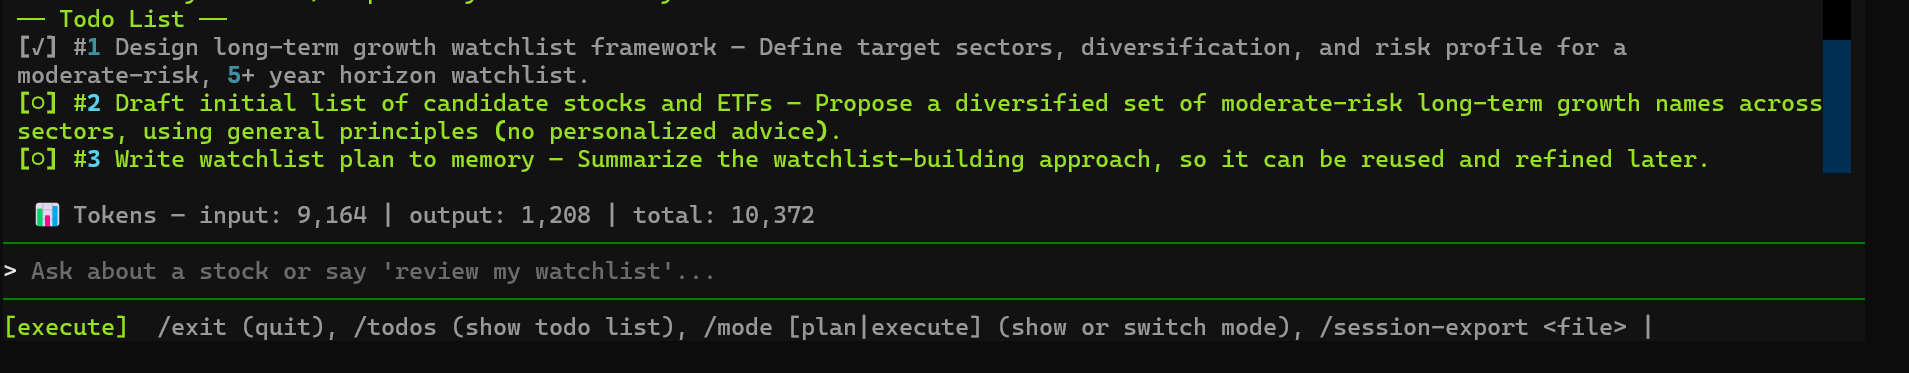 —— Todo List ——
[√] #1 Design long-term growth watchlist framework — Define target sectors, diversification, and risk profile for a
moderate-risk, 5+ year horizon watchlist.
[○] #2 Draft initial list of candidate stocks and ETFs — Propose a diversified set of moderate-risk long-term growth names across
sectors, using general principles (no personalized advice).
[○] #3 Write watchlist plan to memory — Summarize the watchlist-building approach, so it can be reused and refined later.
📊 Tokens — input: 9,164 | output: 1,208 | total: 10,372
> Ask about a stock or say 'review my watchlist'...
[execute]  /exit (quit), /todos (show todo list), /mode [plan|execute] (show or switch mode), /session-export <file> |